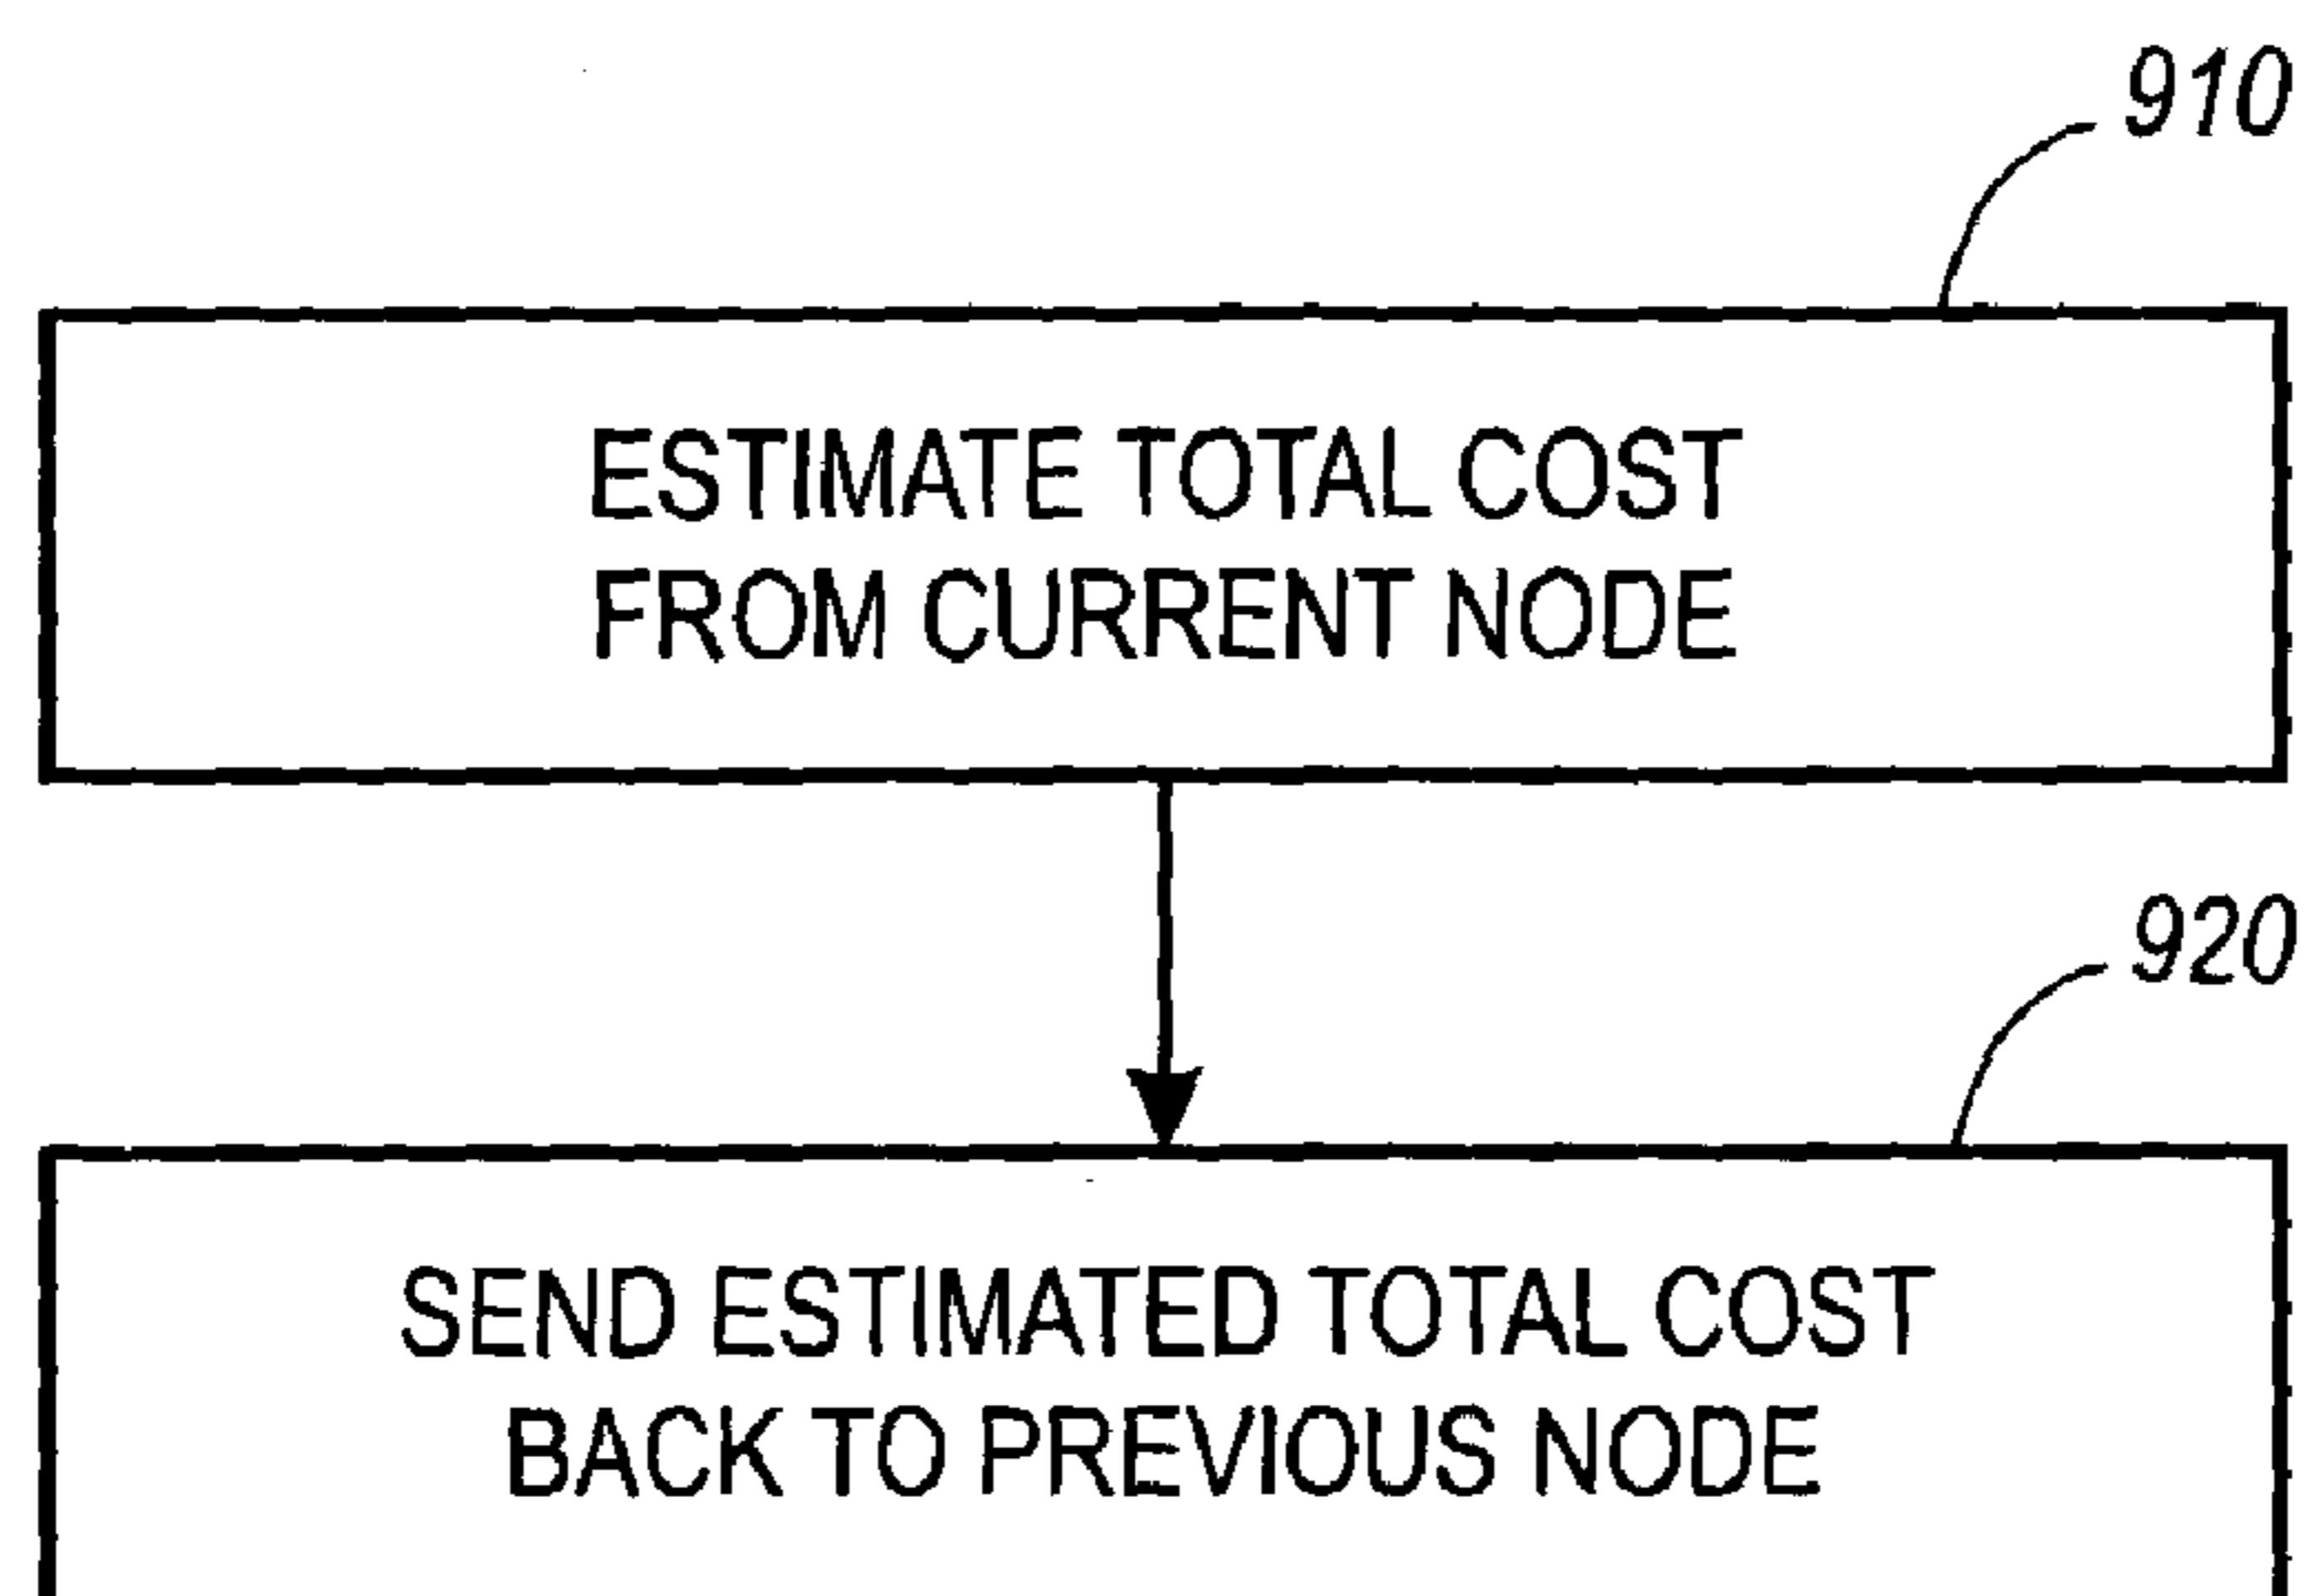 910
ESTIMATE TOTAL COST
FROM CURRENT NODE
920
SEND ESTIMATED TOTAL COST
BACK TO PREVIOUS NODE